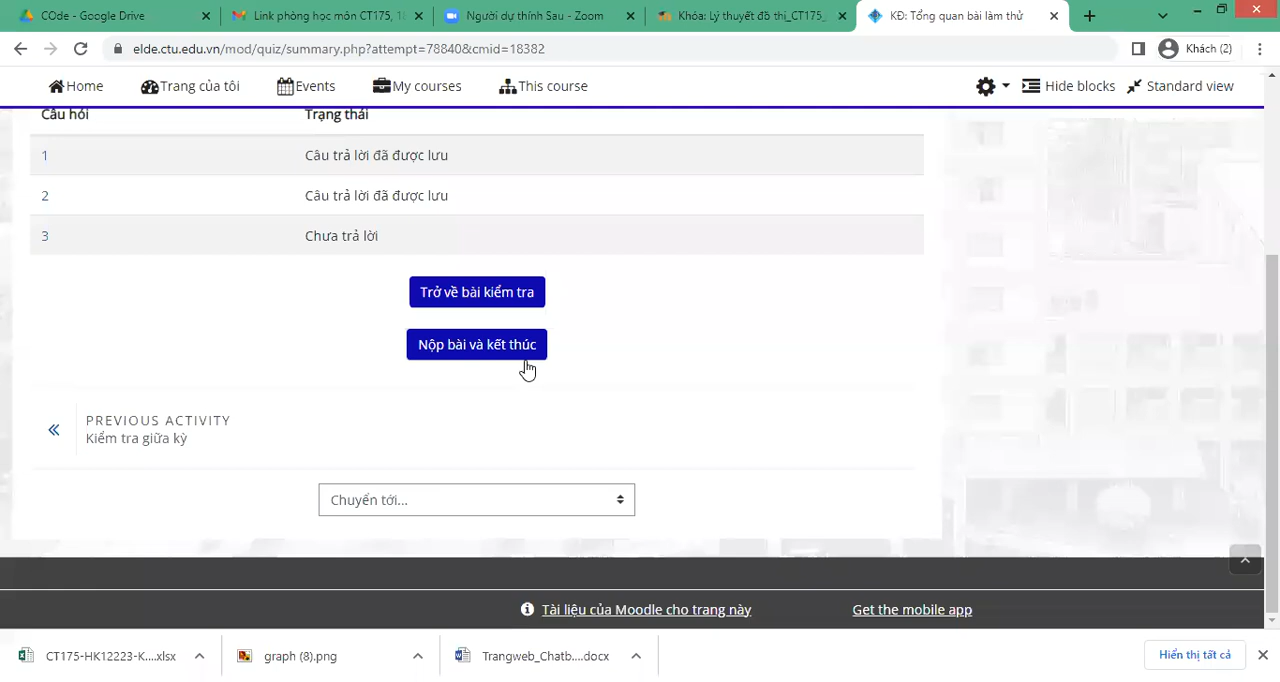 COde - Google Drive
Link phòng học môn CT175, 1
Người dự thính Sau - Zoom
Khóa: Lý thuyết đồ thị_CT175_
KĐ: Tổng quan bài làm thử
elde.ctu.edu.vn/mod/quiz/summary.php?attempt=78840&cmid=18382
Khách (2)
Home
Trang của tôi
Events
My courses
This course
Hide blocks
Standard view
Câu hỏi Trạng thái
1 Câu trả lời đã được lưu
2 Câu trả lời đã được lưu
3 Chưa trả lời
Trở về bài kiểm tra
Nộp bài và kết thúc
PREVIOUS ACTIVITY
Kiểm tra giữa kỳ
Chuyển tới...
Tài liệu của Moodle cho trang này
Get the mobile app
CT175-HK12223-K....xlsx
graph (8).png
Trangweb_Chatb....docx
Hiển thị tất cả